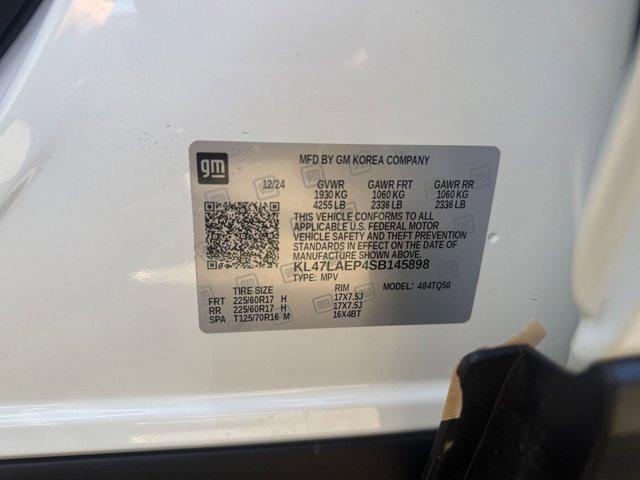 gm
MFD BY GM KOREA COMPANY
12/24 GVWR GAWR FRT GAWR RR
1930 KG 1060 KG 1060 KG
4255 LB 2336 LB 2336 LB
THIS VEHICLE CONFORMS TO ALL
APPLICABLE U.S. FEDERAL MOTOR
VEHICLE SAFETY AND THEFT PREVENTION
STANDARDS IN EFFECT ON THE DATE OF
MANUFACTURE SHOWN ABOVE.
KL47LAEP4SB145898
TYPE: MPV MODEL: 484TQ58
TIRE SIZE RIM
FRT 225/60R17 H 17X7.5J
RR 225/60R17 H 17X7.5J
SPA T125/70R16 M 16X4BT